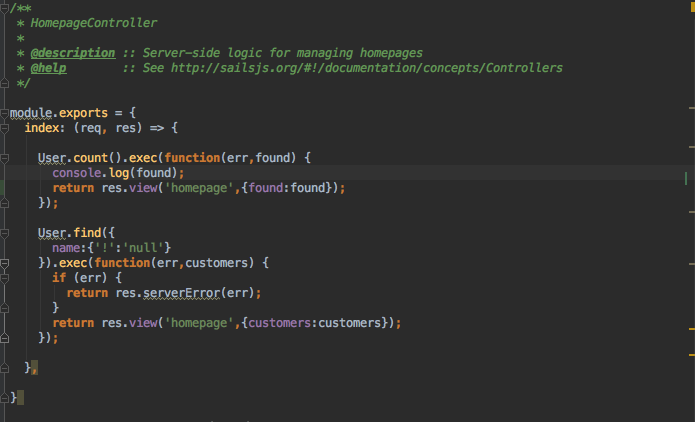 /**
 * HomepageController
 *
 * @description :: Server-side logic for managing homepages
 * @help        :: See http://sailsjs.org/#!/documentation/concepts/Controllers
 */
module.exports = {
  index: (req, res) => {
    User.count().exec(function(err,found) {
      console.log(found);
      return res.view('homepage',{found:found});
    });
    User.find({
      name:{'!':'null'}
    }).exec(function(err,customers) {
      if (err) {
        return res.serverError(err);
      }
      return res.view('homepage',{customers:customers});
    });
  },
}